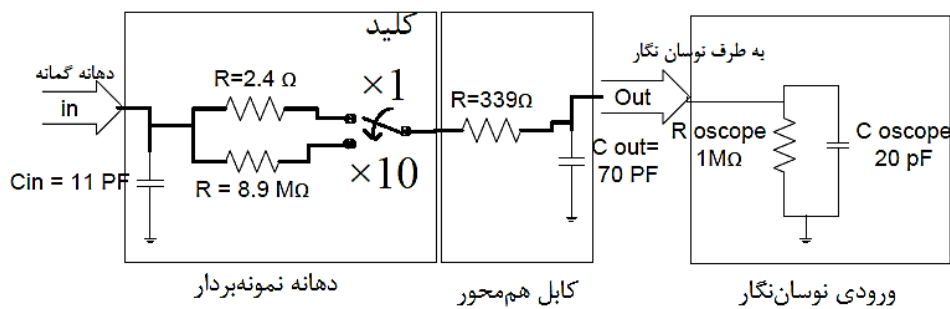 کلید
به طرف نوسان نگار
دهانه گمانه
in
R=2.4 Ω
×1
R=339Ω
Out
R oscope
1MΩ
C oscope
20 pF
Cin = 11 PF
R = 8.9 MΩ
×10
C out=
70 PF
دهانه نمونه‌بردار
کابل هم‌محور
ورودی نوسان‌نگار